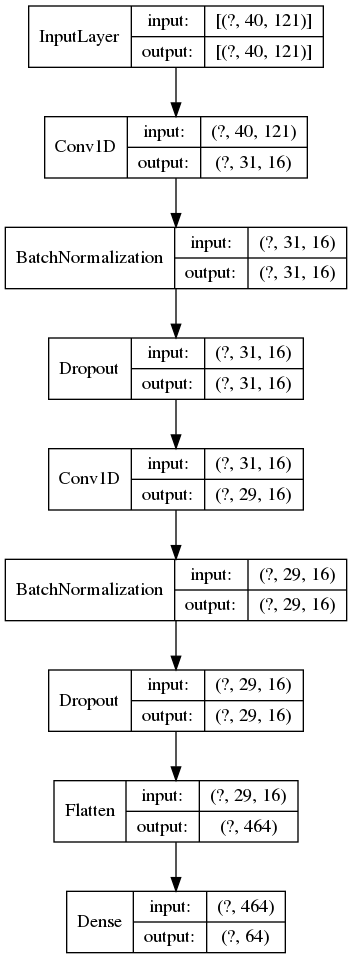 InputLayer
input: [(?, 40, 121)]
output: [(?, 40, 121)]
Conv1D
input: (?, 40, 121)
output: (?, 31, 16)
BatchNormalization
input: (?, 31, 16)
output: (?, 31, 16)
Dropout
input: (?, 31, 16)
output: (?, 31, 16)
Conv1D
input: (?, 31, 16)
output: (?, 29, 16)
BatchNormalization
input: (?, 29, 16)
output: (?, 29, 16)
Dropout
input: (?, 29, 16)
output: (?, 29, 16)
Flatten
input: (?, 29, 16)
output: (?, 464)
Dense
input: (?, 464)
output: (?, 64)